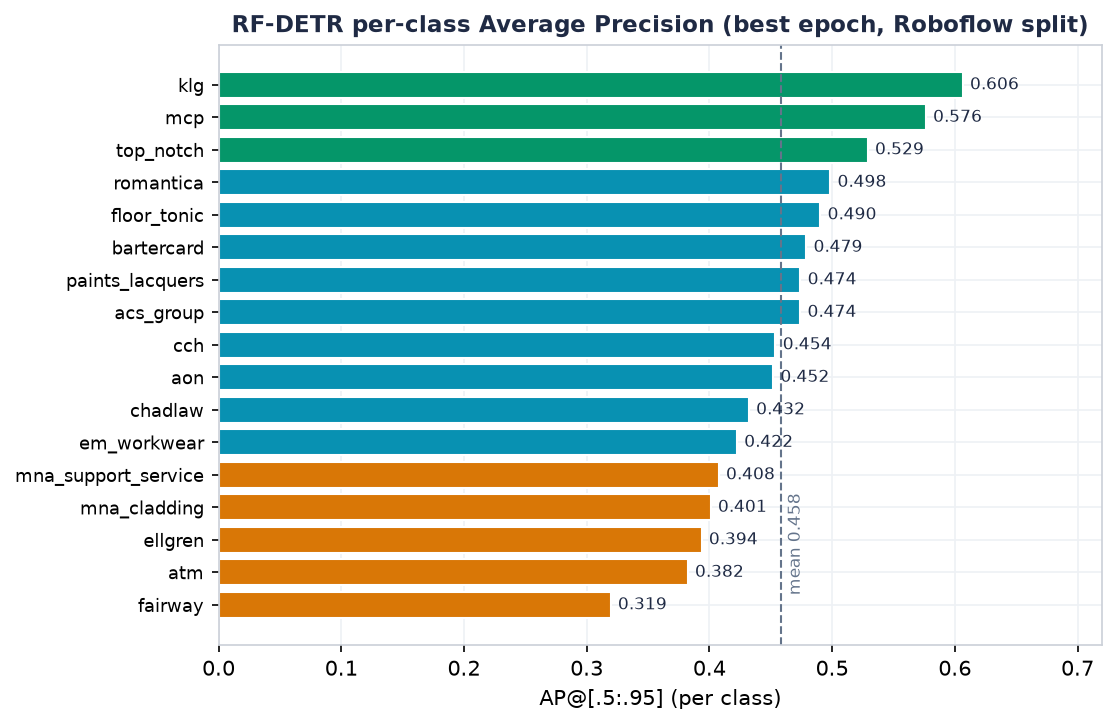 RF-DETR per-class Average Precision (best epoch, Roboflow split)
klg 0.606
mcp 0.576
top_notch 0.529
romantica 0.498
floor_tonic 0.490
bartercard 0.479
paints_lacquers 0.474
acs_group 0.474
cch 0.454
aon 0.452
chadlaw 0.432
em_workwear 0.422
mna_support_service 0.408
mna_cladding 0.401
ellgren 0.394
atm 0.382
fairway 0.319
mean 0.458
0.0 0.1 0.2 0.3 0.4 0.5 0.6 0.7
AP@[.5:.95] (per class)